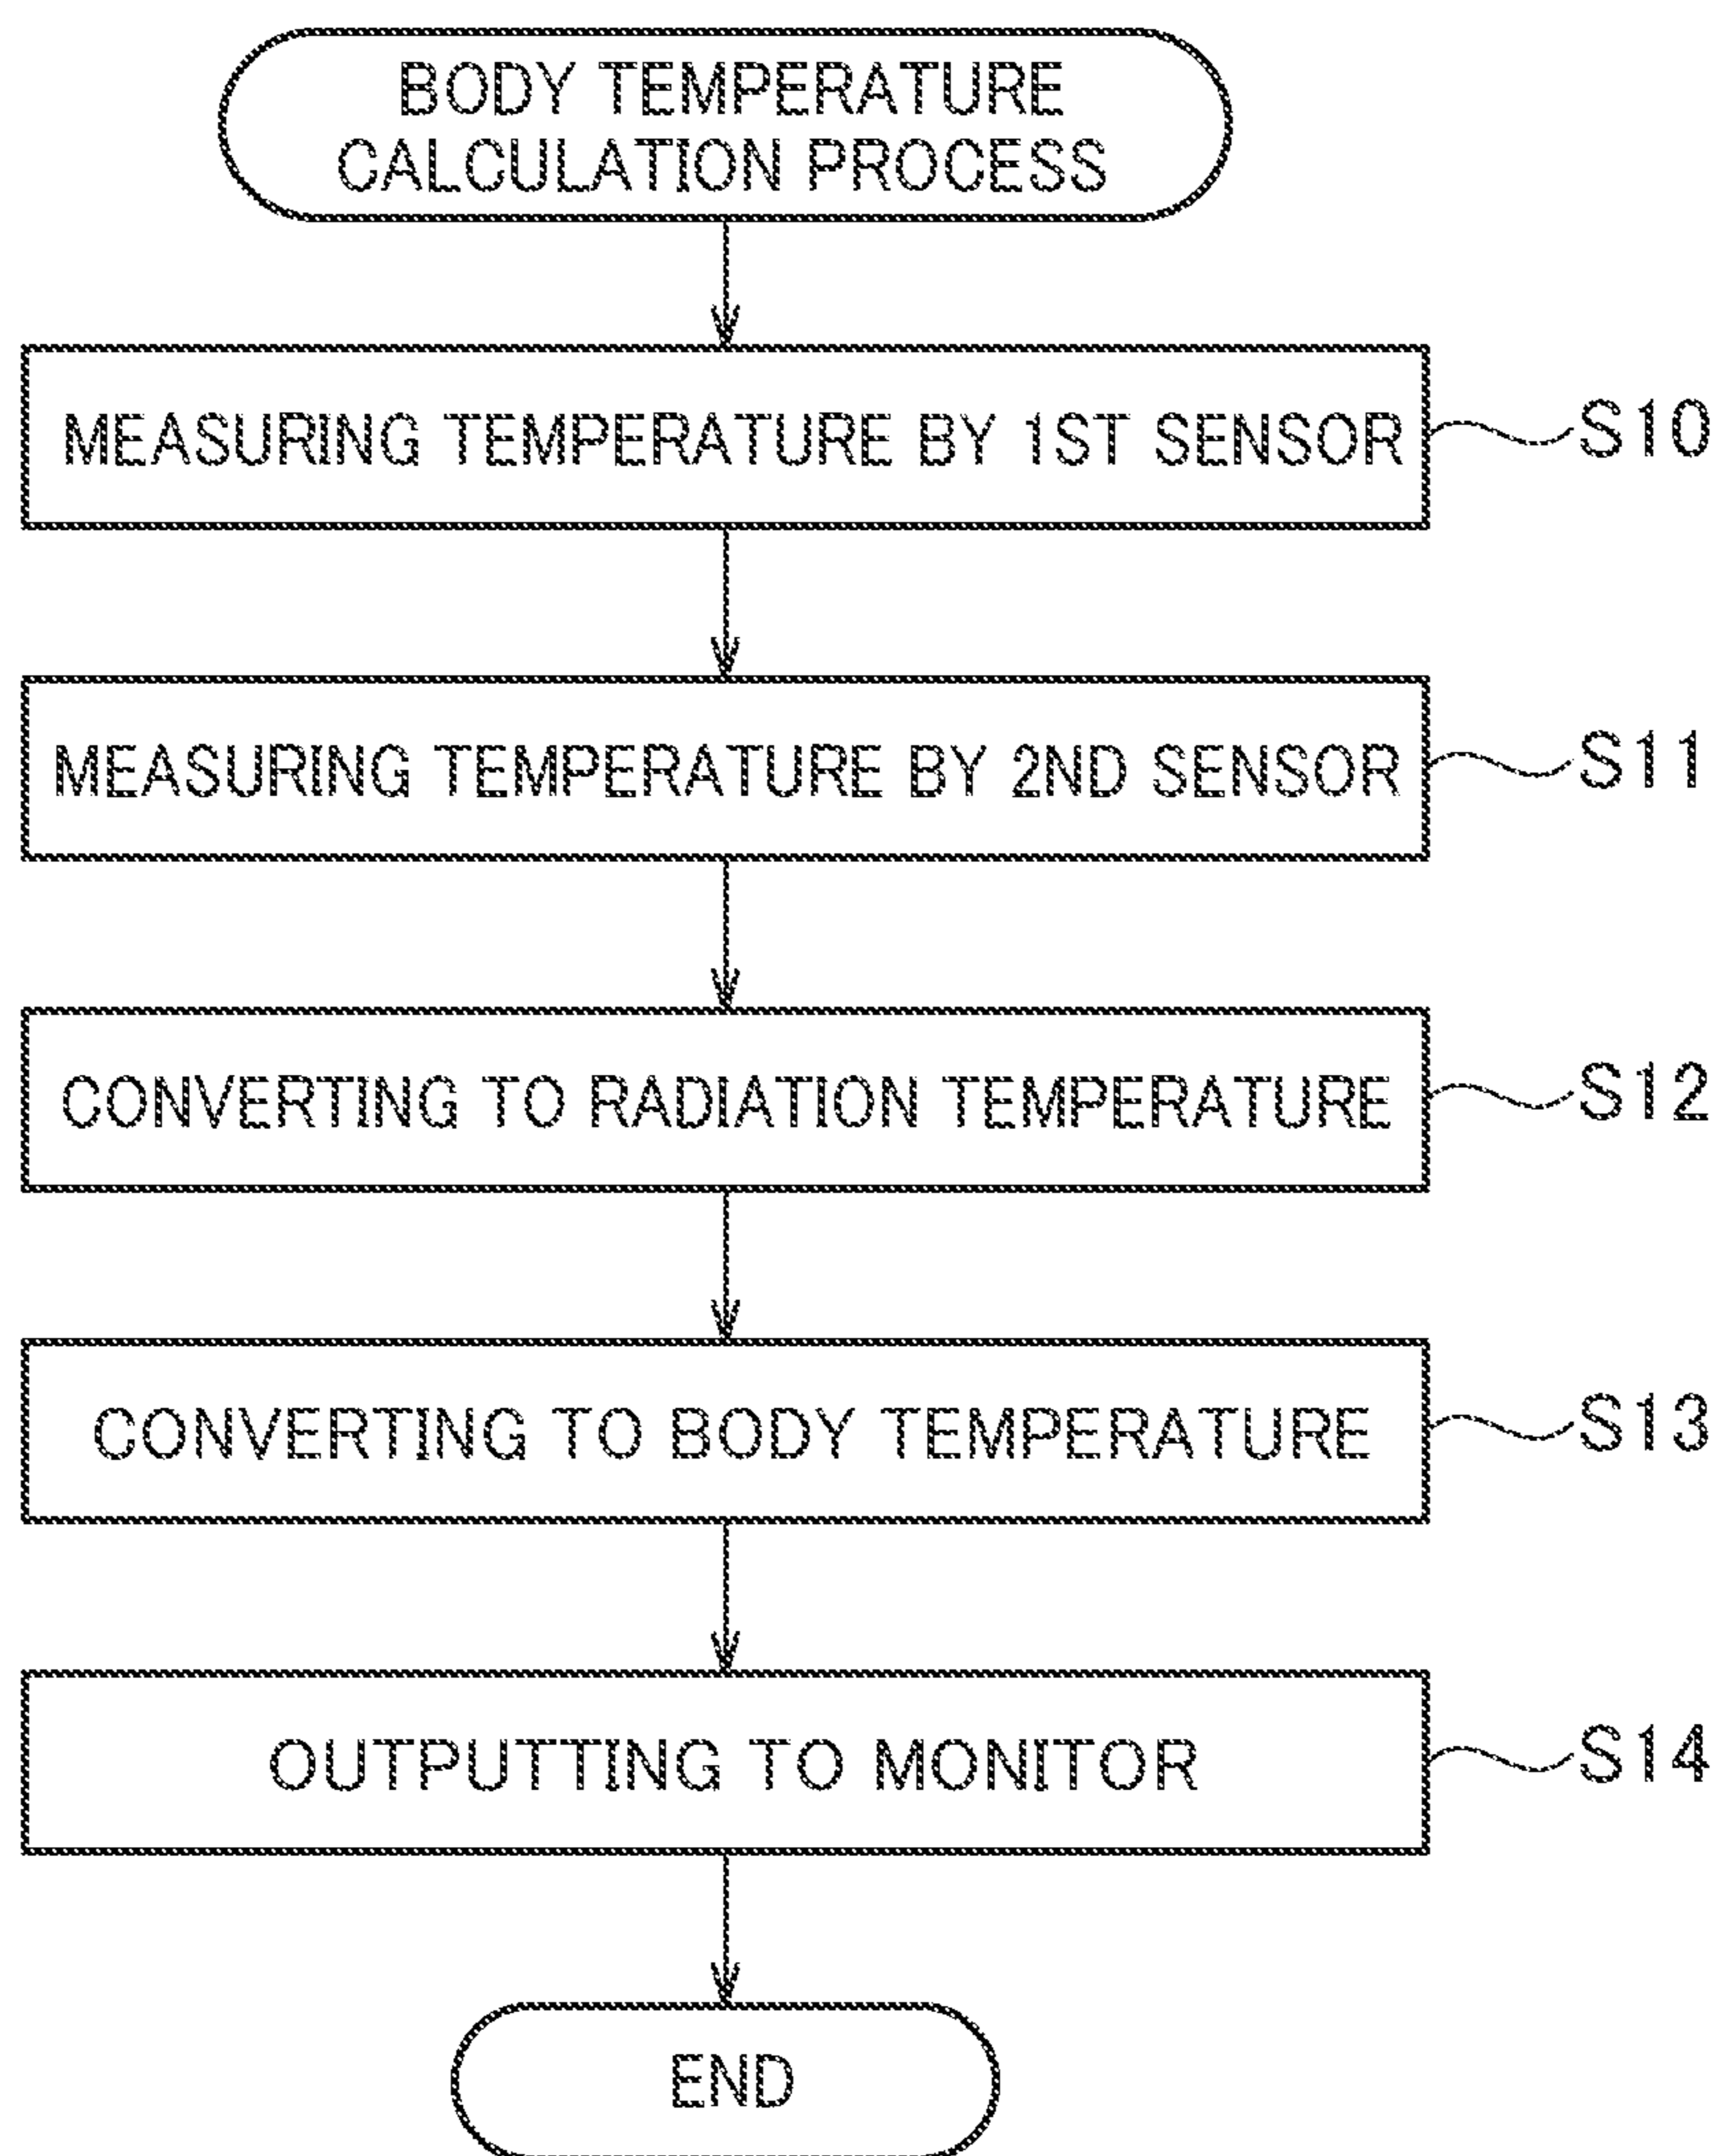 BODY TEMPERATURE
CALCULATION PROCESS
MEASURING TEMPERATURE BY 1ST SENSOR
S10
MEASURING TEMPERATURE BY 2ND SENSOR
S11
CONVERTING TO RADIATION TEMPERATURE
S12
CONVERTING TO BODY TEMPERATURE
S13
OUTPUTTING TO MONITOR
S14
END